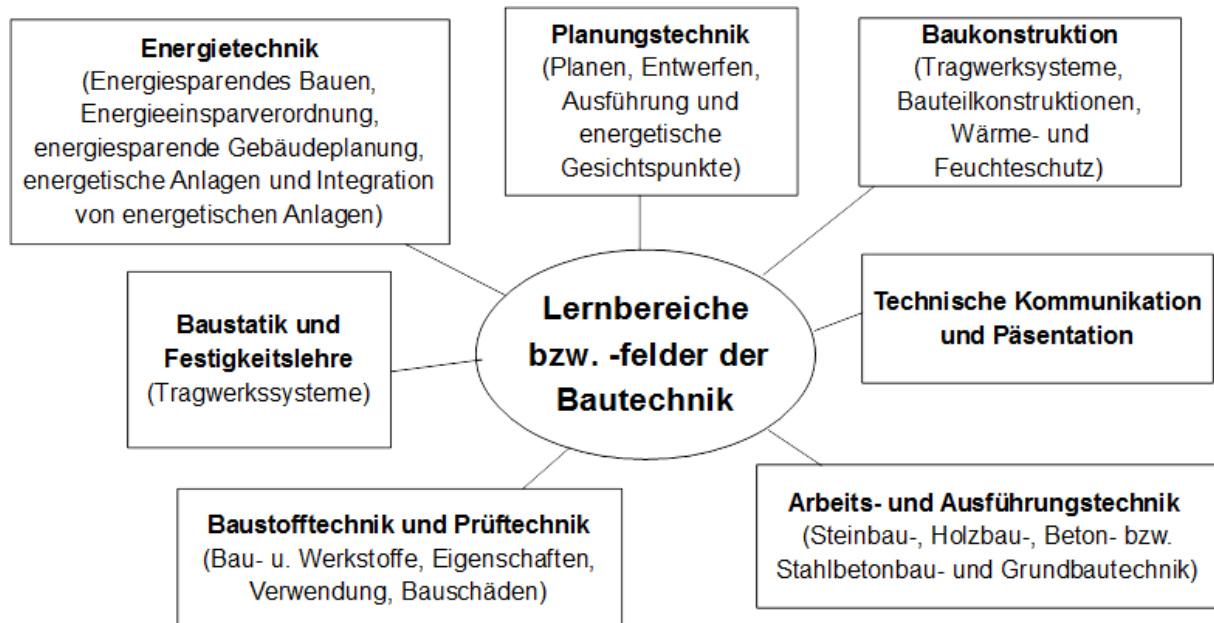 Energietechnik
(Energiesparendes Bauen,
Energieeinsparverordnung,
energiesparende Gebäudeplanung,
energetische Anlagen und Integration
von energetischen Anlagen)
Planungstechnik
(Planen, Entwerfen,
Ausführung und
energetische
Gesichtspunkte)
Baukonstruktion
(Tragwerksysteme,
Bauteilkonstruktionen,
Wärme- und
Feuchteschutz)
Baustatik und
Festigkeitslehre
(Tragwerkssysteme)
Lernbereiche
bzw. -felder der
Bautechnik
Technische Kommunikation
und Päsentation
Baustofftechnik und Prüftechnik
(Bau- u. Werkstoffe, Eigenschaften,
Verwendung, Bauschäden)
Arbeits- und Ausführungstechnik
(Steinbau-, Holzbau-, Beton- bzw.
Stahlbetonbau- und Grundbautechnik)